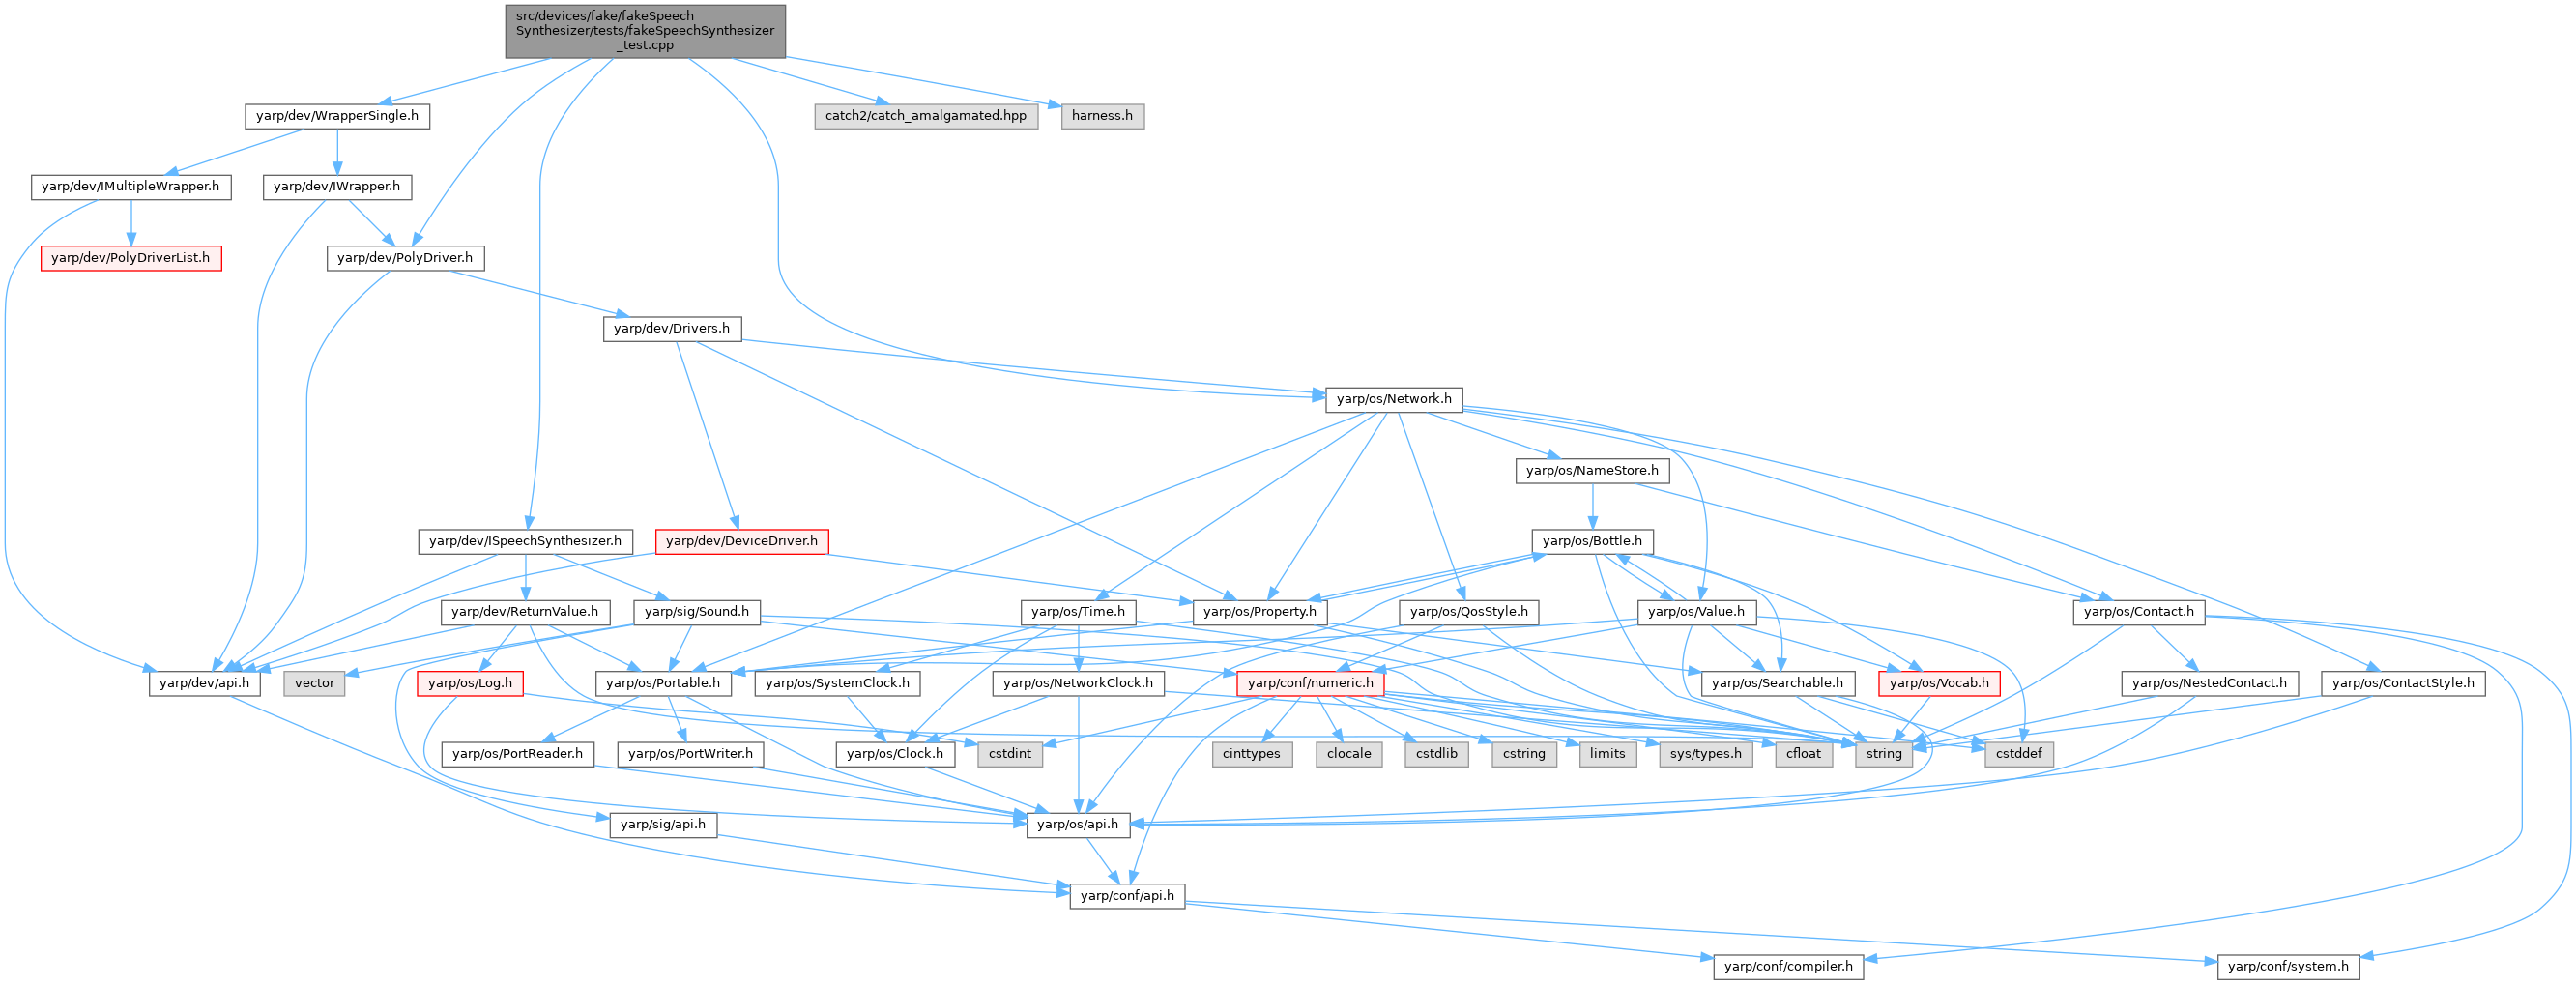 src/devices/fake/fakeSpeech
Synthesizer/tests/fakeSpeechSynthesizer
_test.cpp
yarp/dev/WrapperSingle.h
catch2/catch_amalgamated.hpp
harness.h
yarp/dev/IMultipleWrapper.h
yarp/dev/IWrapper.h
yarp/dev/PolyDriverList.h
yarp/dev/PolyDriver.h
yarp/dev/Drivers.h
yarp/os/Network.h
yarp/os/NameStore.h
yarp/dev/ISpeechSynthesizer.h
yarp/dev/DeviceDriver.h
yarp/os/Bottle.h
yarp/dev/ReturnValue.h
yarp/sig/Sound.h
yarp/os/Time.h
yarp/os/Property.h
yarp/os/QosStyle.h
yarp/os/Value.h
yarp/os/Contact.h
yarp/dev/api.h
vector
yarp/os/Log.h
yarp/os/Portable.h
yarp/os/SystemClock.h
yarp/os/NetworkClock.h
yarp/conf/numeric.h
yarp/os/Searchable.h
yarp/os/Vocab.h
yarp/os/NestedContact.h
yarp/os/ContactStyle.h
yarp/os/PortReader.h
yarp/os/PortWriter.h
yarp/os/Clock.h
cstdint
cinttypes
clocale
cstdlib
cstring
limits
sys/types.h
cfloat
string
cstddef
yarp/sig/api.h
yarp/os/api.h
yarp/conf/api.h
yarp/conf/compiler.h
yarp/conf/system.h